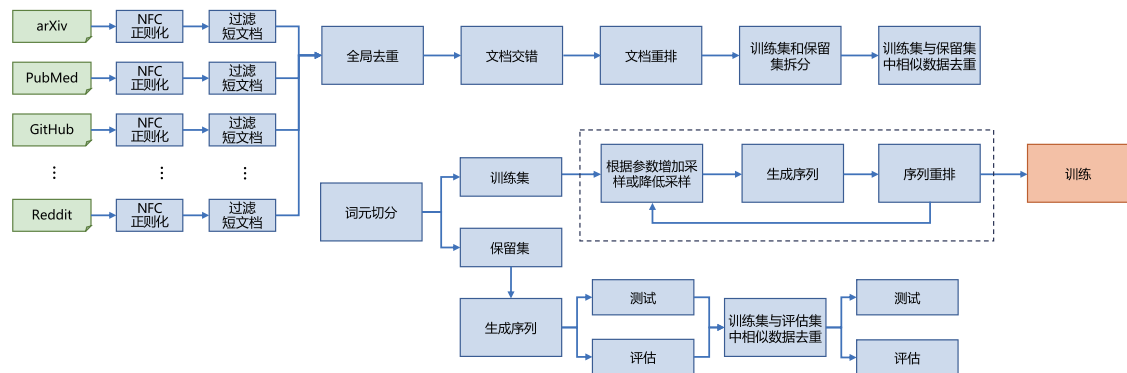 arXiv
NFC
正则化
过滤
短文档
PubMed
NFC
正则化
过滤
短文档
GitHub
NFC
正则化
过滤
短文档
⋮
⋮
⋮
Reddit
NFC
正则化
过滤
短文档
全局去重
文档交错
文档重排
训练集和保留
集拆分
训练集与保留集
中相似数据去重
词元切分
训练集
保留集
根据参数增加采
样或降低采样
生成序列
序列重排
训练
生成序列
测试
评估
训练集与评估集
中相似数据去重
测试
评估